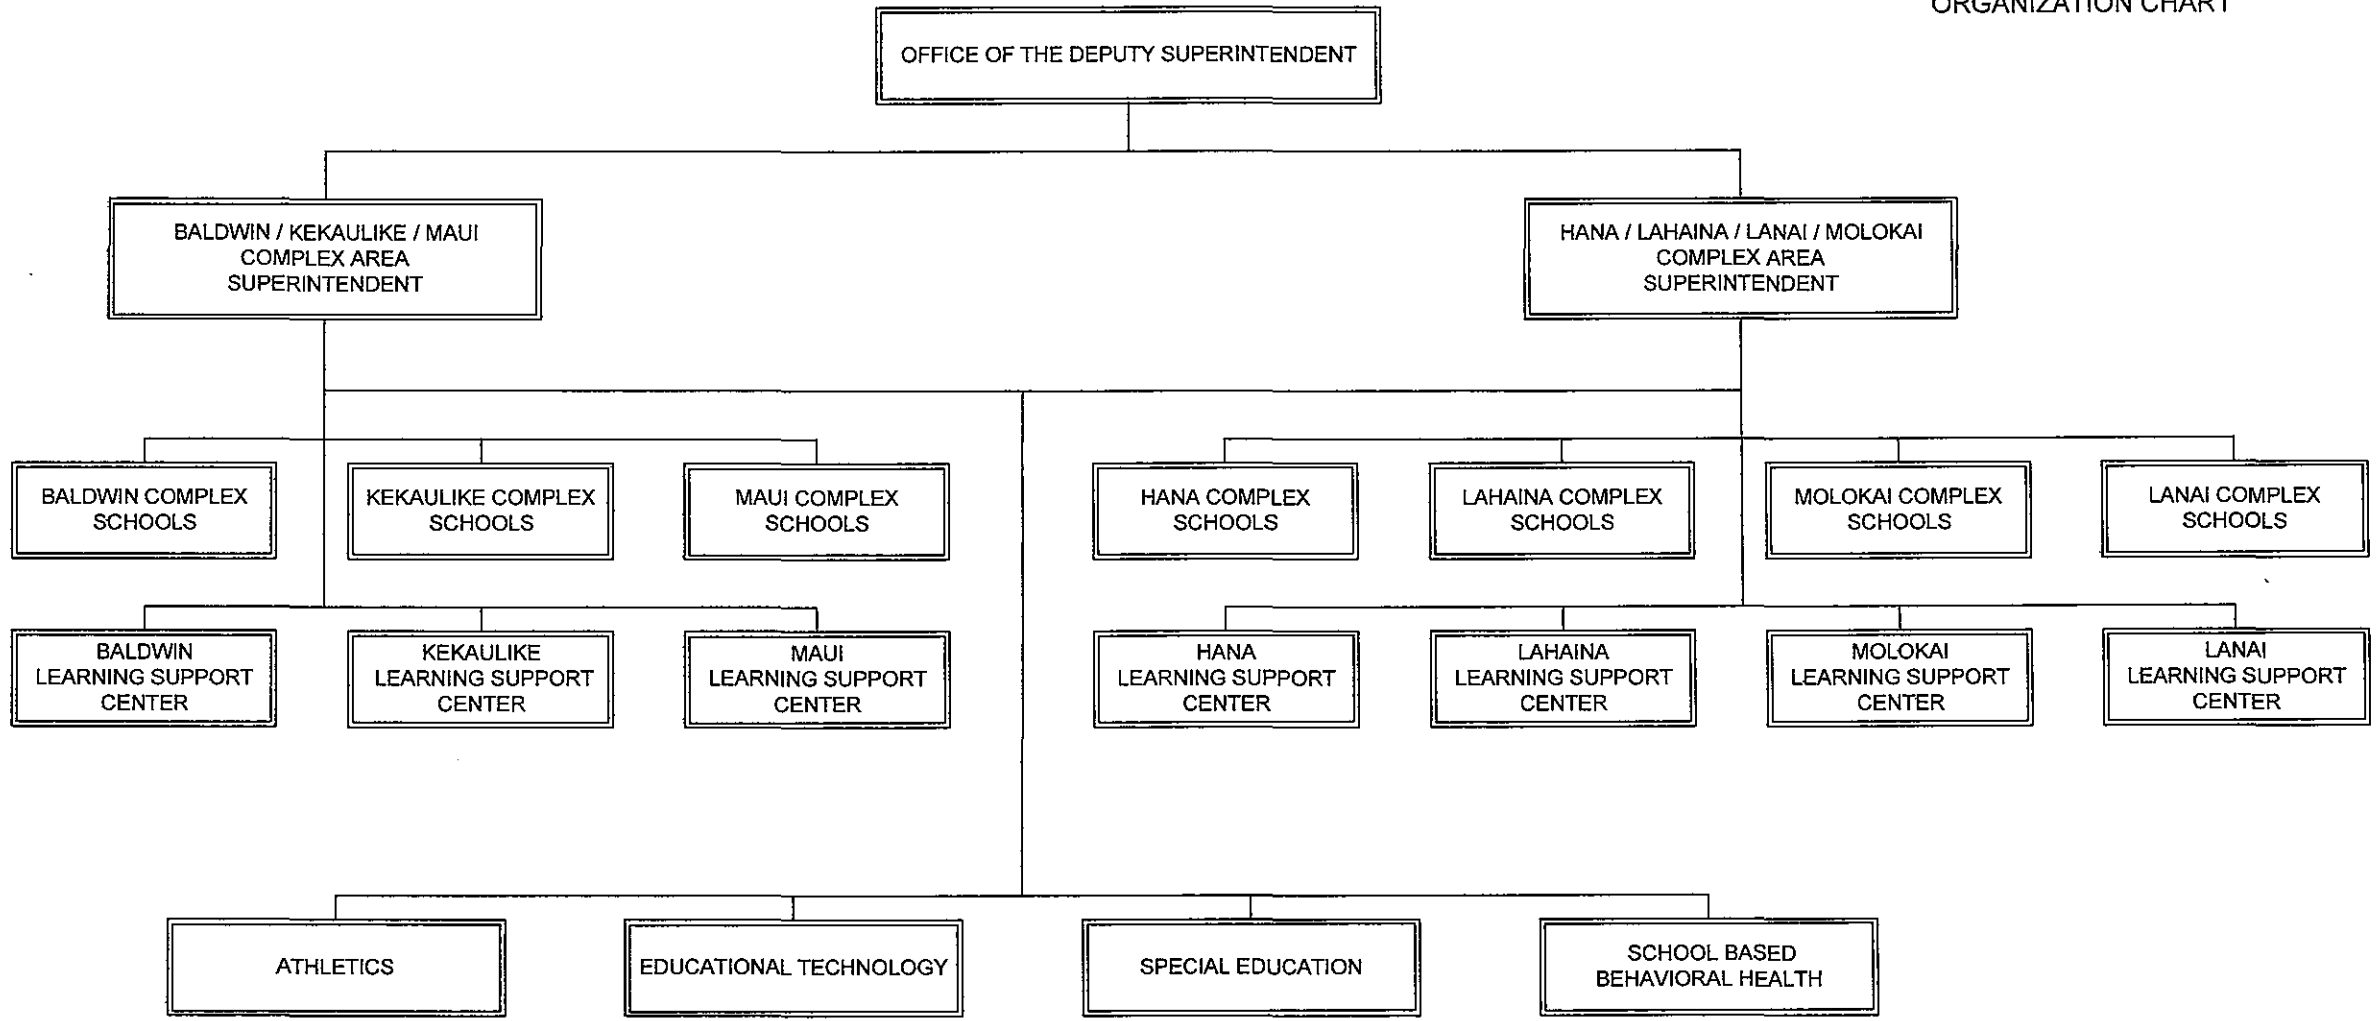 ORGANIZATION CHART
OFFICE OF THE DEPUTY SUPERINTENDENT
BALDWIN / KEKAULIKE / MAUI
COMPLEX AREA
SUPERINTENDENT
HANA / LAHAINA / LANAI / MOLOKAI
COMPLEX AREA
SUPERINTENDENT
BALDWIN COMPLEX
SCHOOLS
KEKAULIKE COMPLEX
SCHOOLS
MAUI COMPLEX
SCHOOLS
HANA COMPLEX
SCHOOLS
LAHAINA COMPLEX
SCHOOLS
MOLOKAI COMPLEX
SCHOOLS
LANAI COMPLEX
SCHOOLS
BALDWIN
LEARNING SUPPORT
CENTER
KEKAULIKE
LEARNING SUPPORT
CENTER
MAUI
LEARNING SUPPORT
CENTER
HANA
LEARNING SUPPORT
CENTER
LAHAINA
LEARNING SUPPORT
CENTER
MOLOKAI
LEARNING SUPPORT
CENTER
LANAI
LEARNING SUPPORT
CENTER
ATHLETICS
EDUCATIONAL TECHNOLOGY
SPECIAL EDUCATION
SCHOOL BASED
BEHAVIORAL HEALTH